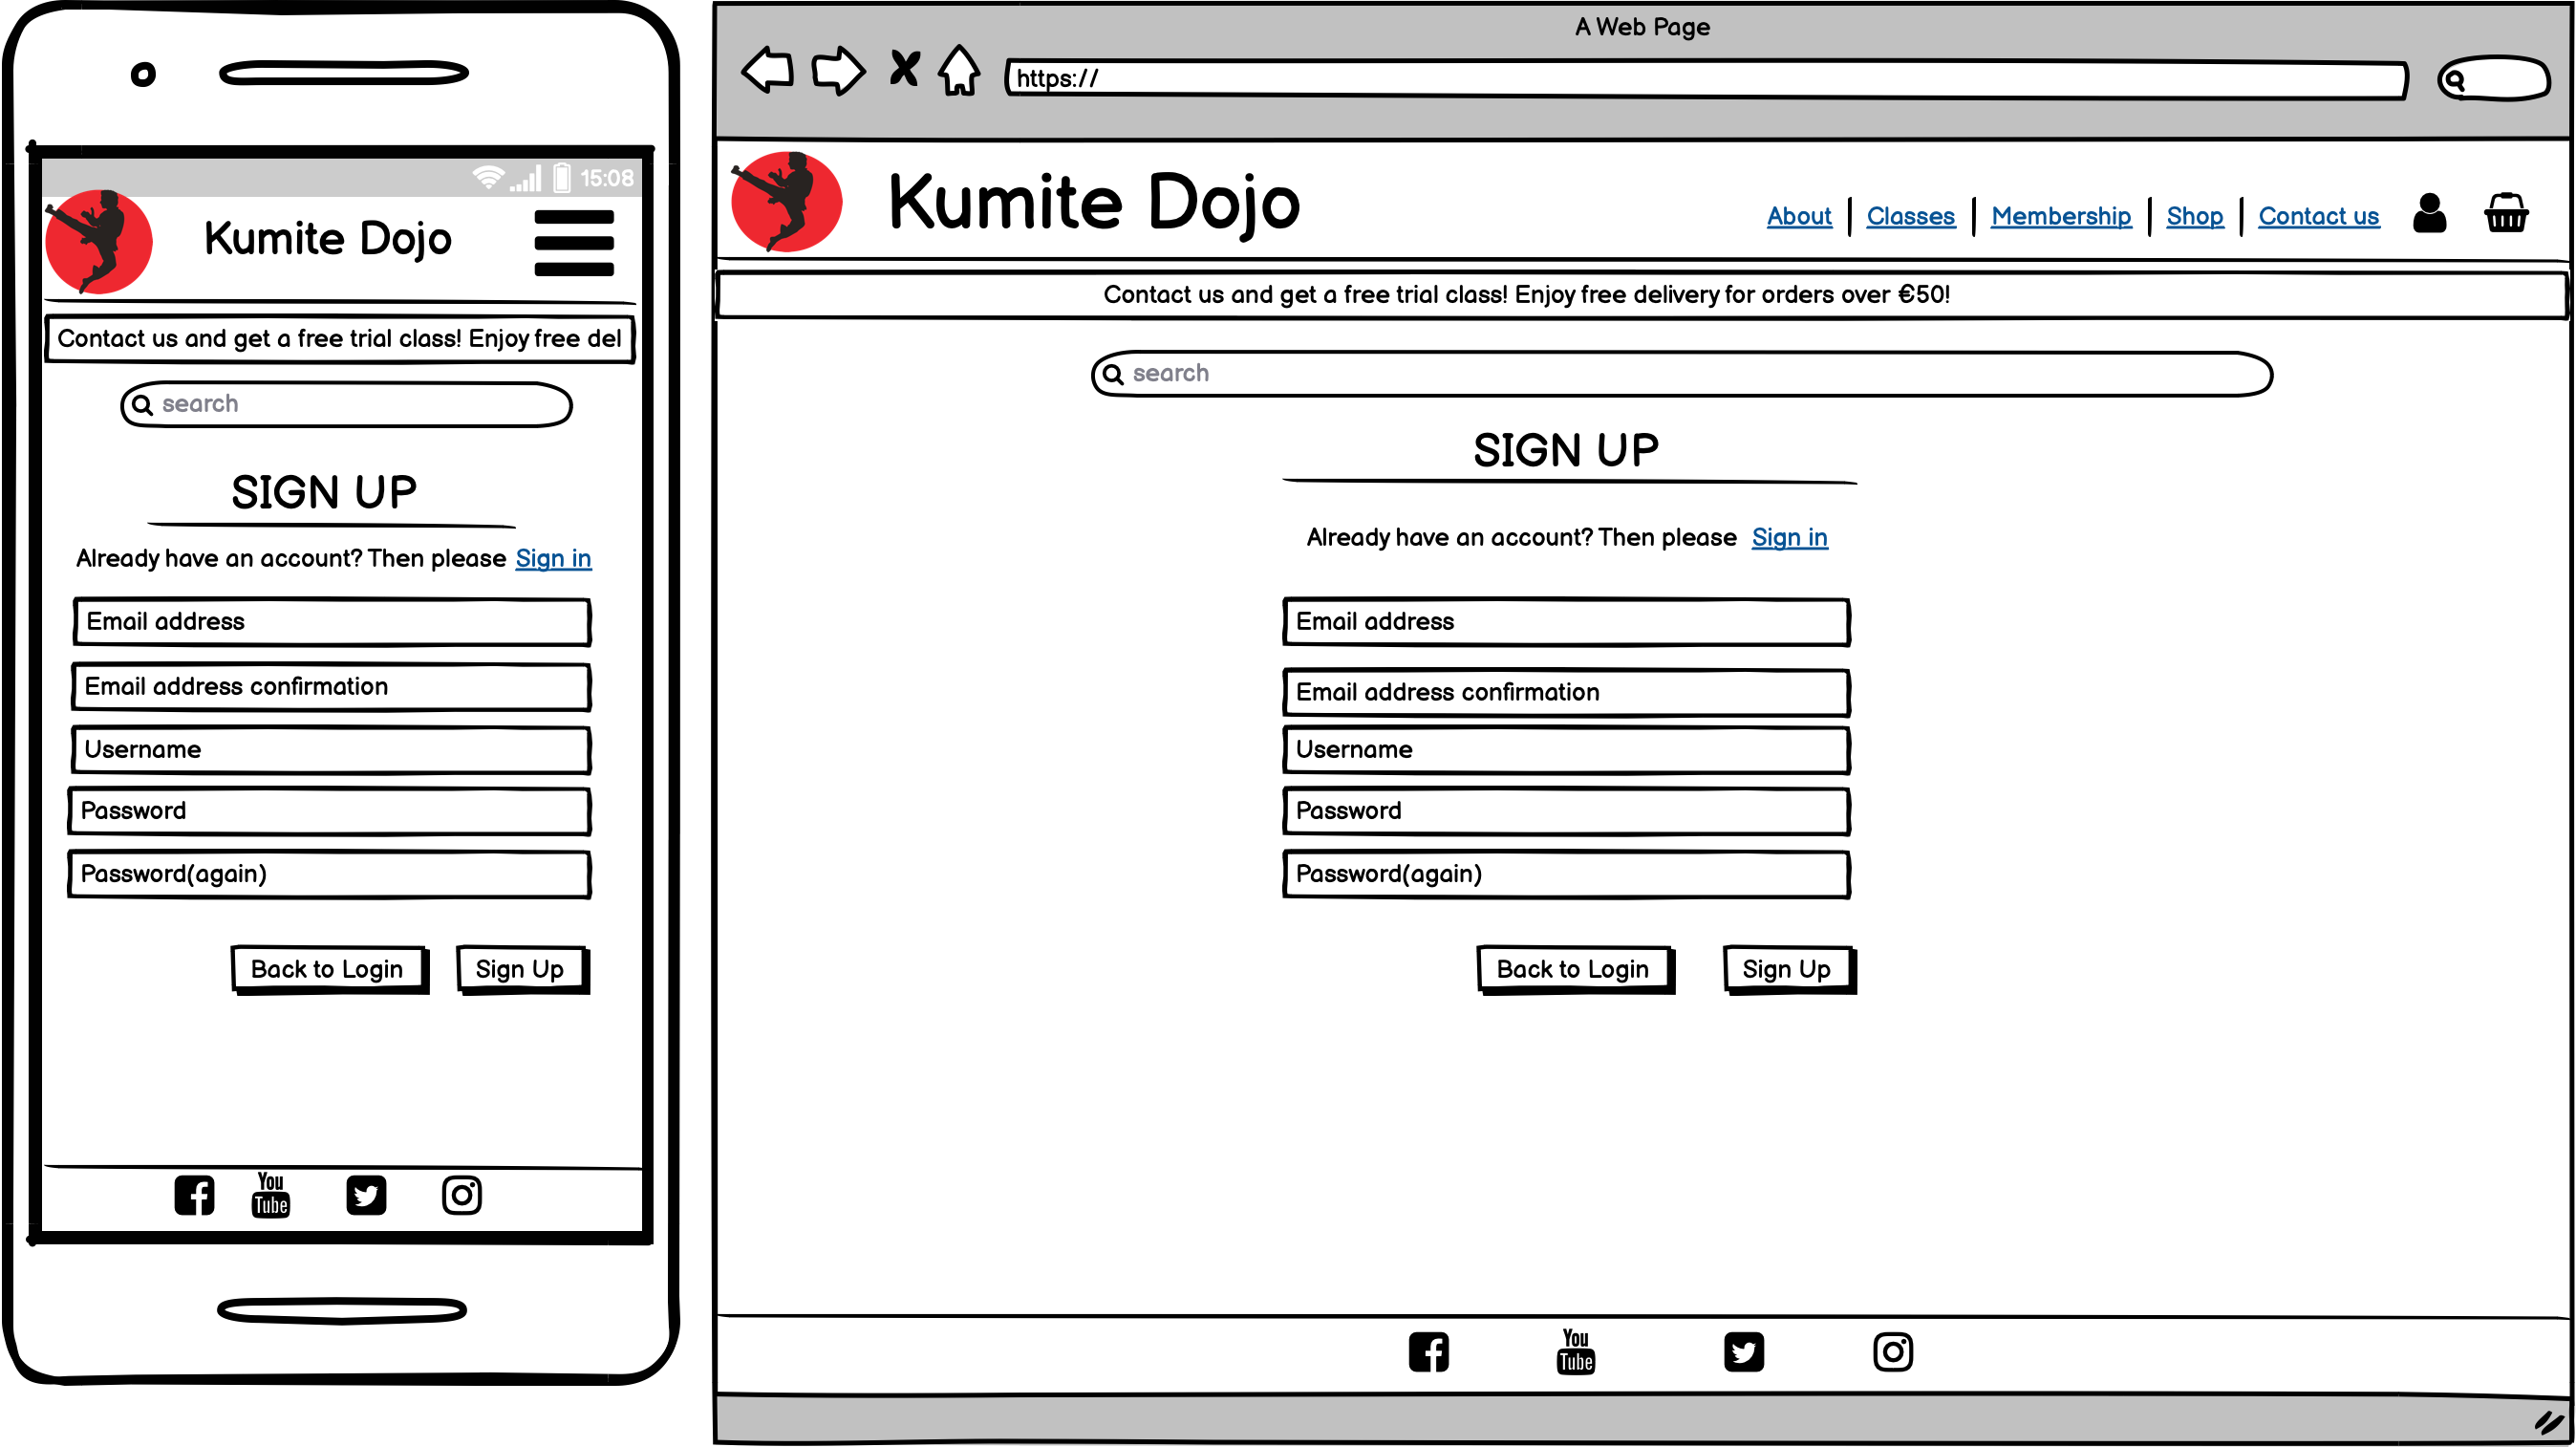 15:08
Kumite Dojo
Contact us and get a free trial class! Enjoy free del
search
SIGN UP
Already have an account? Then please Sign in
Email address
Email address confirmation
Username
Password
Password(again)
Back to Login Sign Up
You
Tube
A Web Page
https://
Kumite Dojo
About Classes Membership Shop Contact us
Contact us and get a free trial class! Enjoy free delivery for orders over €50!
search
SIGN UP
Already have an account? Then please Sign in
Email address
Email address confirmation
Username
Password
Password(again)
Back to Login Sign Up
You
Tube